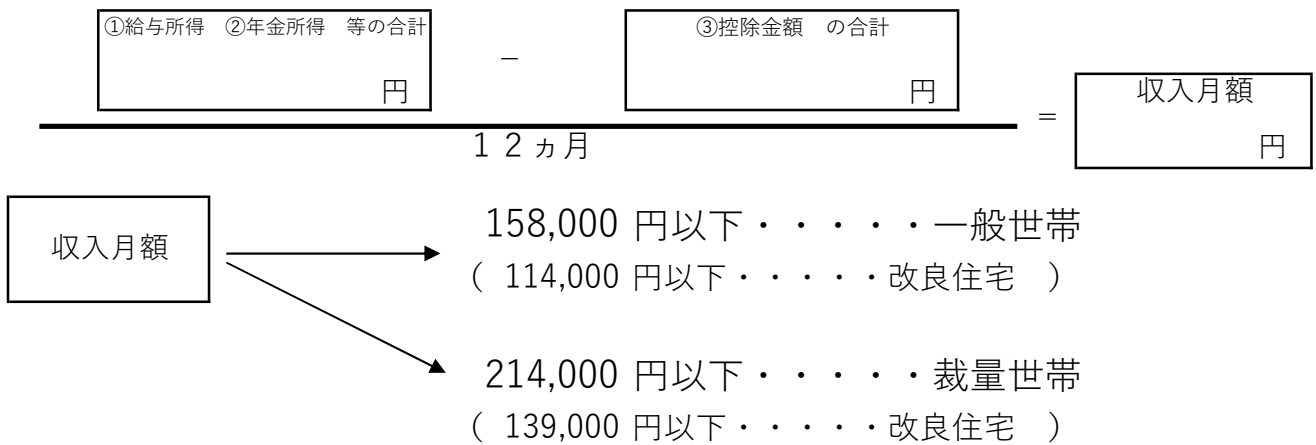 ①給与所得　②年金所得　等の合計
円
－
③控除金額　の合計
円
１２ヵ月
＝
収入月額
円
収入月額
158,000 円以下・・・・・一般世帯
（ 114,000 円以下・・・・・改良住宅　）
214,000 円以下・・・・・裁量世帯
（ 139,000 円以下・・・・・改良住宅　）